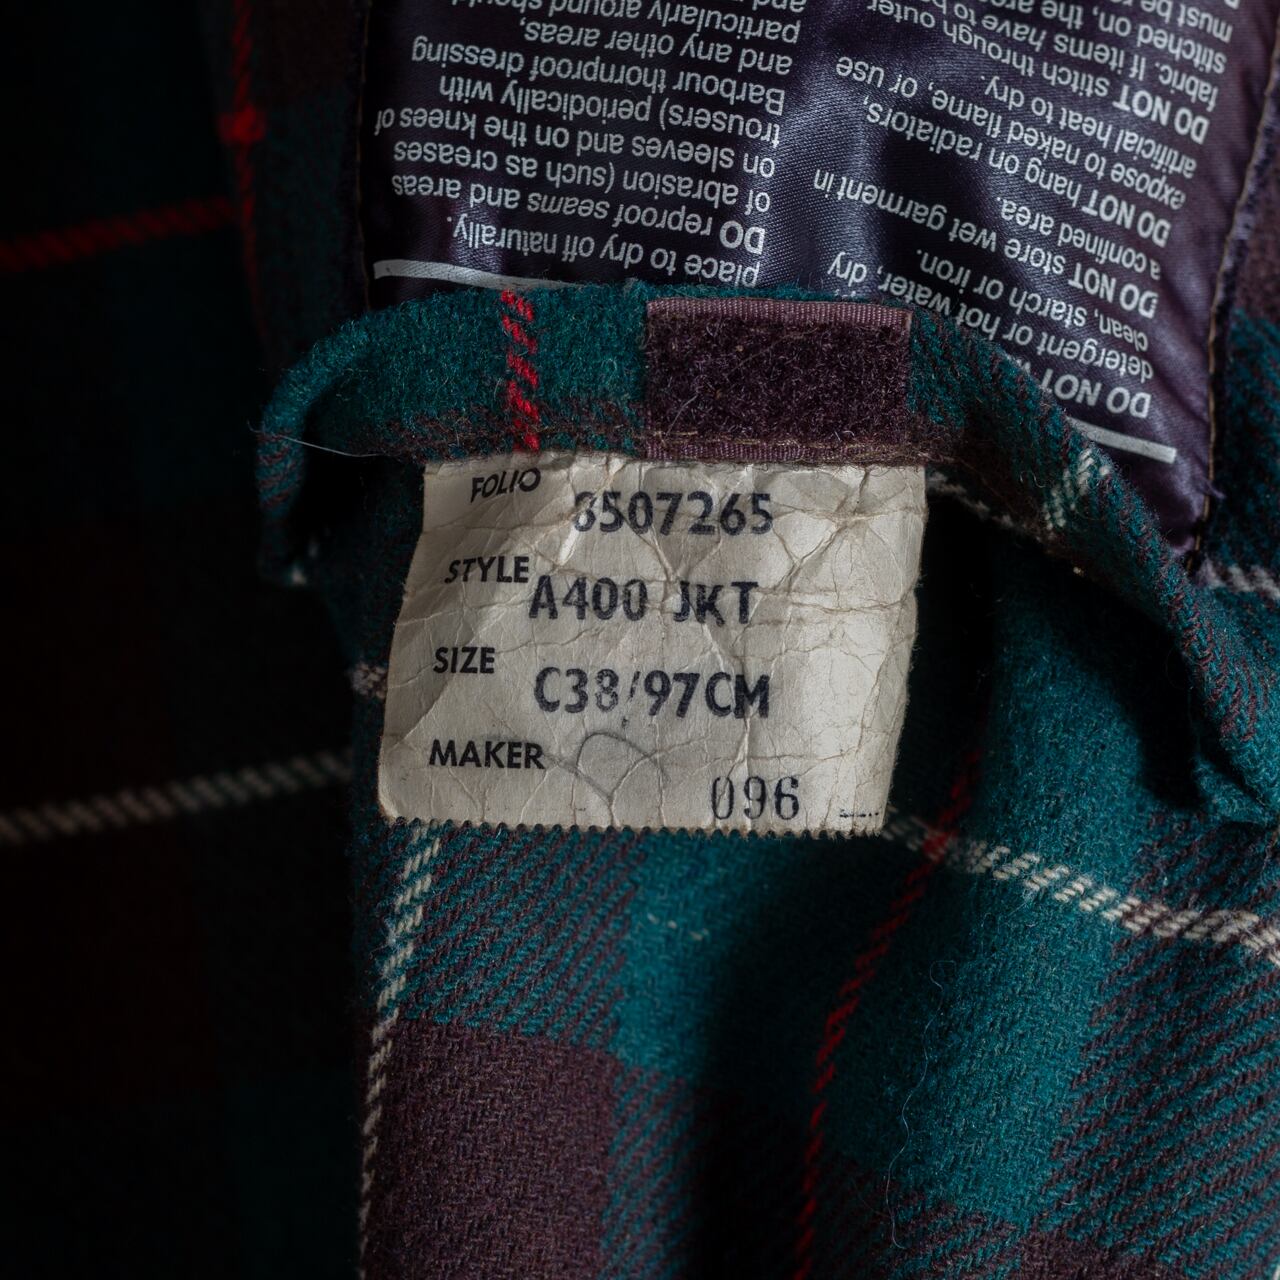 FOLIO 8507265
STYLE A400 JKT
SIZE C38/97CM
MAKER 096
DO NOT
detergent or hot water, dry
clean, starch or iron.
DO NOT store wet garment in
a confined area.
DO NOT hang on radiators,
expose to naked flame, or use
artificial heat to dry.
DO NOT stitch through outer
fabric. If items have to
stitched on, the
must be
place to dry off naturally.
DO reproof seams and areas
of abrasion (such as creases
on sleeves and on the knees of
trousers) periodically with
Barbour thornproof dressing
and any other areas,
particularly around